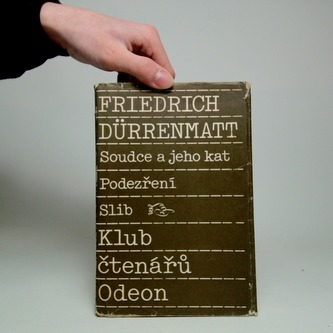 FRIEDRICH
DÜRRENMATT
Soudce a jeho kat
Podezření
Slib
Klub
čtenářů
Odeon